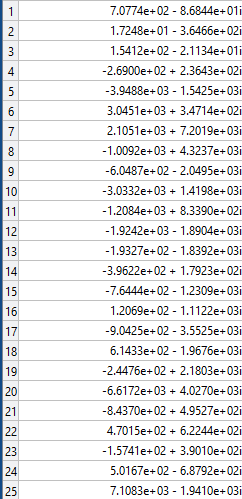 1 7.0774e+02 - 8.6844e+01i
2 1.7248e+01 - 3.6466e+02i
3 1.5412e+02 - 2.1134e+01i
4 -2.6900e+02 + 2.3643e+02i
5 -3.9488e+03 - 1.5425e+03i
6 3.0451e+03 + 3.4714e+02i
7 2.1051e+03 + 7.2019e+03i
8 -1.0092e+03 + 4.3237e+03i
9 -6.0487e+02 - 2.0495e+03i
10 -3.0332e+03 + 1.4198e+03i
11 -1.2084e+03 + 8.3390e+02i
12 -1.9242e+03 - 1.8904e+03i
13 -1.9327e+02 - 1.8392e+03i
14 -3.9622e+02 + 1.7923e+02i
15 -7.6444e+02 - 1.2309e+03i
16 1.2069e+02 - 1.1122e+03i
17 -9.0425e+02 - 3.5525e+03i
18 6.1433e+02 - 1.9676e+03i
19 -2.4476e+02 + 2.1803e+03i
20 -6.6172e+03 + 4.0270e+03i
21 -8.4370e+02 + 4.9527e+02i
22 4.7015e+02 + 6.2244e+02i
23 -1.5741e+02 + 3.9010e+02i
24 5.0167e+02 - 6.8792e+02i
25 7.1083e+03 - 1.9410e+03i